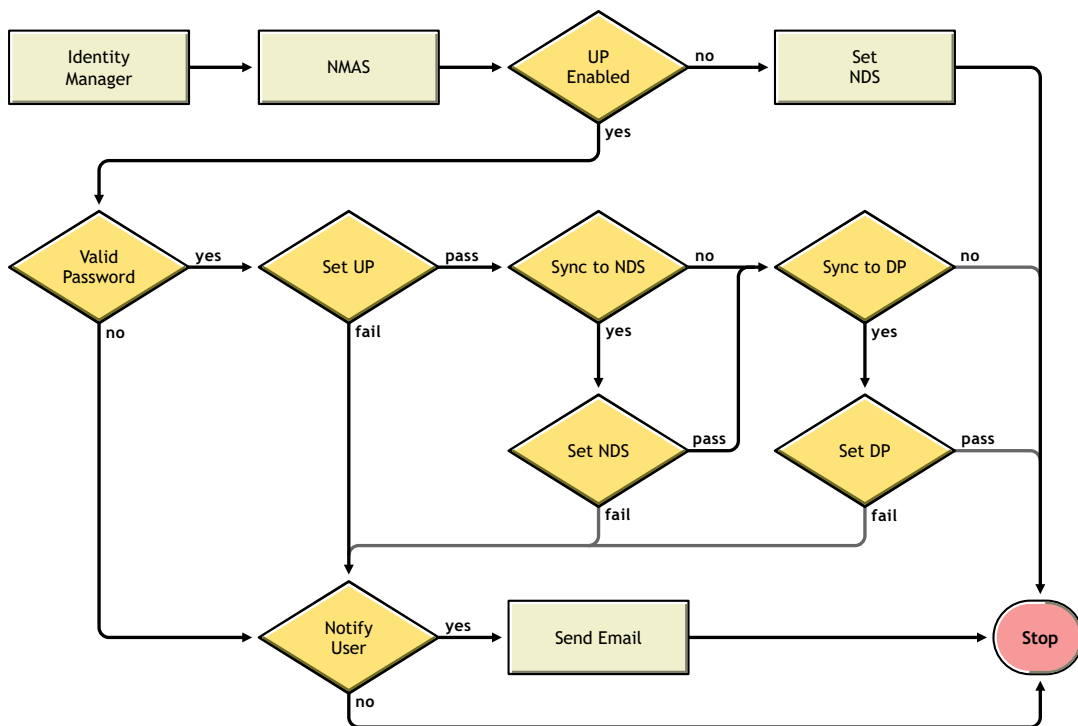 Identity
Manager
NMAS
UP
Enabled
no
Set
NDS
yes
Valid
Password
yes
Set UP
pass
Sync to NDS
no
Sync to DP
no
no
fail
yes
yes
Set NDS
pass
Set DP
pass
fail
fail
Notify
User
yes
Send Email
Stop
no